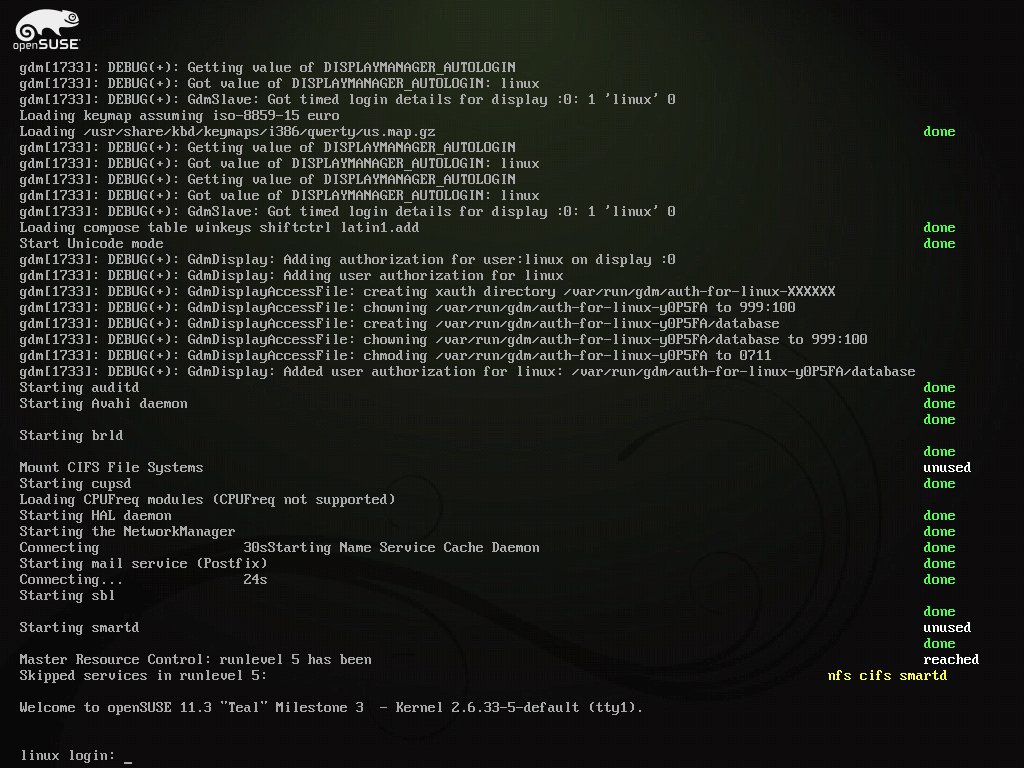 openSUSE
gdm[1733]: DEBUG(+): Getting value of DISPLAYMANAGER_AUTOLOGIN
gdm[1733]: DEBUG(+): Got value of DISPLAYMANAGER_AUTOLOGIN: linux
gdm[1733]: DEBUG(+): GdmSlave: Got timed login details for display :0: 1 'linux' 0
Loading keymap assuming iso-8859-15 euro
Loading /usr/share/kbd/keymaps/i386/qwerty/us.map.gz done
gdm[1733]: DEBUG(+): Getting value of DISPLAYMANAGER_AUTOLOGIN
gdm[1733]: DEBUG(+): Got value of DISPLAYMANAGER_AUTOLOGIN: linux
gdm[1733]: DEBUG(+): Getting value of DISPLAYMANAGER_AUTOLOGIN
gdm[1733]: DEBUG(+): Got value of DISPLAYMANAGER_AUTOLOGIN: linux
gdm[1733]: DEBUG(+): GdmSlave: Got timed login details for display :0: 1 'linux' 0
Loading compose table winkeys shiftctrl latin1.add done
Start Unicode mode done
gdm[1733]: DEBUG(+): GdmDisplay: Adding authorization for user:linux on display :0
gdm[1733]: DEBUG(+): GdmDisplay: Adding user authorization for linux
gdm[1733]: DEBUG(+): GdmDisplayAccessFile: creating xauth directory /var/run/gdm/auth-for-linux-XXXXXX
gdm[1733]: DEBUG(+): GdmDisplayAccessFile: chowning /var/run/gdm/auth-for-linux-y0P5FA to 999:100
gdm[1733]: DEBUG(+): GdmDisplayAccessFile: creating /var/run/gdm/auth-for-linux-y0P5FA/database
gdm[1733]: DEBUG(+): GdmDisplayAccessFile: chowning /var/run/gdm/auth-for-linux-y0P5FA/database to 999:100
gdm[1733]: DEBUG(+): GdmDisplayAccessFile: chmoding /var/run/gdm/auth-for-linux-y0P5FA to 0711
gdm[1733]: DEBUG(+): GdmDisplay: Added user authorization for linux: /var/run/gdm/auth-for-linux-y0P5FA/database
Starting auditd done
Starting Avahi daemon done
done
Starting brld
done
Mount CIFS File Systems unused
Starting cupsd done
Loading CPUFreq modules (CPUFreq not supported)
Starting HAL daemon done
Starting the NetworkManager done
Connecting 30sStarting Name Service Cache Daemon done
Starting mail service (Postfix) done
Connecting... 24s done
Starting sbl
done
Starting smartd unused
done
Master Resource Control: runlevel 5 has been reached
Skipped services in runlevel 5: nfs cifs smartd
Welcome to openSUSE 11.3 "Teal" Milestone 3 - Kernel 2.6.33-5-default (tty1).
linux login: _